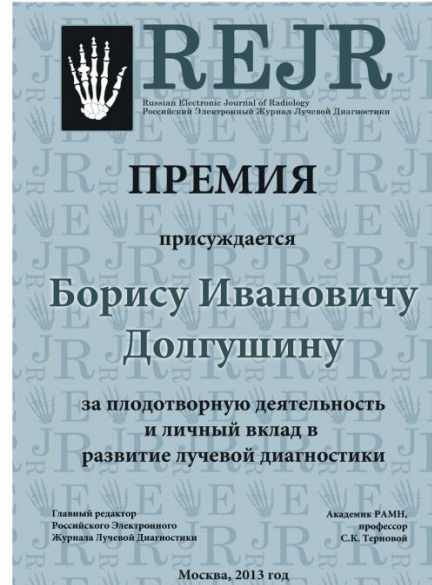 REJR
Russian Electronic Journal of Radiology
Российский Электронный Журнал Лучевой Диагностики
ПРЕМИЯ
присуждается
Борису Ивановичу
Долгушину
за плодотворную деятельность
и личный вклад в
развитие лучевой диагностики
Главный редактор
Российского Электронного
Журнала Лучевой Диагностики
Академик РАМН,
профессор
С.К. Терновой
Москва, 2013 год